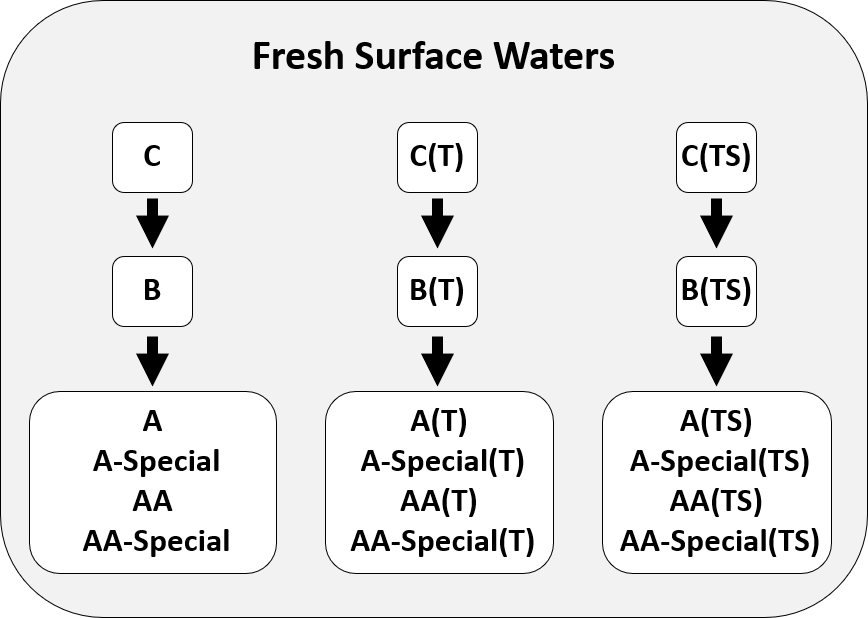 Fresh Surface Waters
C
C(T)
C(TS)
B
B(T)
B(TS)
A
A-Special
AA
AA-Special
A(T)
A-Special(T)
AA(T)
AA-Special(T)
A(TS)
A-Special(TS)
AA(TS)
AA-Special(TS)